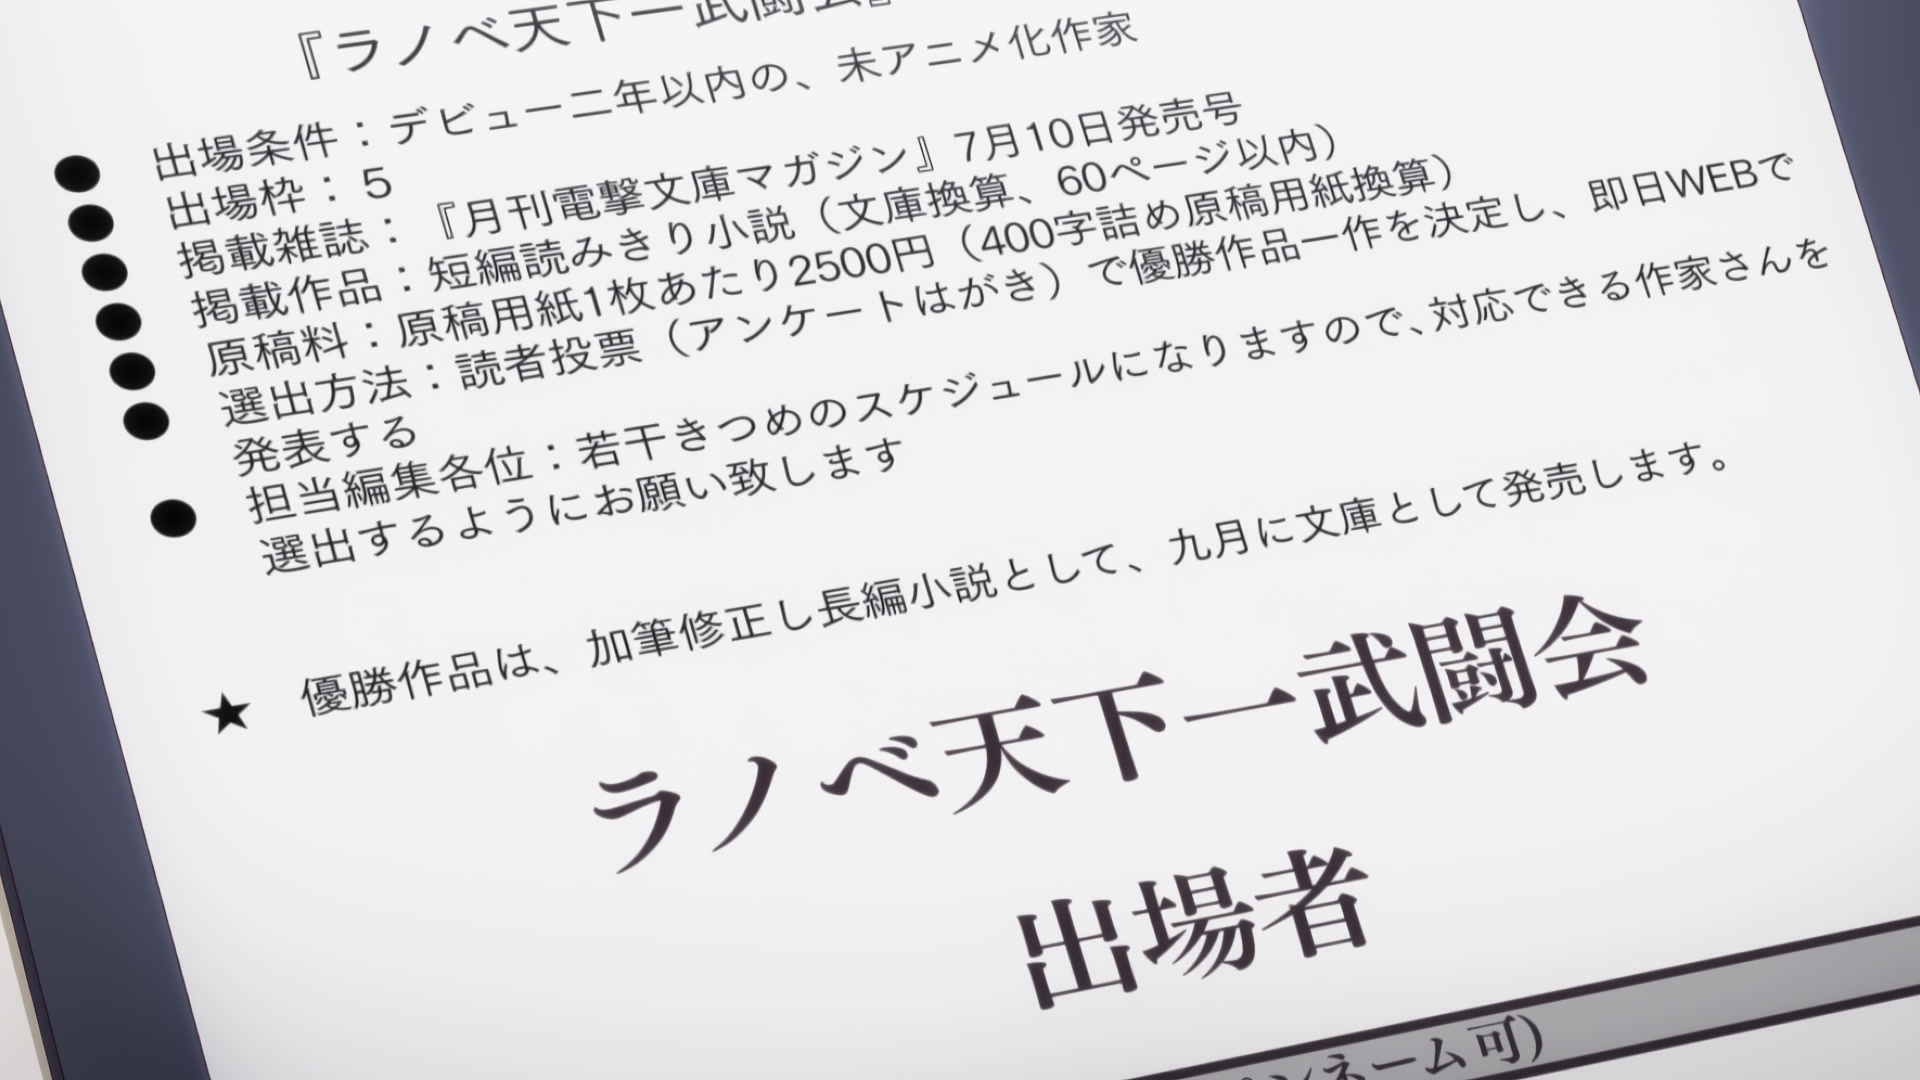 『ラノベ天下一武闘会』
● 出場条件：デビュー二年以内の、未アニメ化作家
● 出場枠：５
● 掲載雑誌：『月刊電撃文庫マガジン』7月10日発売号
● 掲載作品：短編読みきり小説（文庫換算、60ページ以内）
● 原稿料：原稿用紙1枚あたり2500円（400字詰め原稿用紙換算）
● 選出方法：読者投票（アンケートはがき）で優勝作品一作を決定し、即日WEBで
発表する
● 担当編集各位：若干きつめのスケジュールになりますので、対応できる作家さんを
選出するようにお願い致します
★ 優勝作品は、加筆修正し長編小説として、九月に文庫として発売します。
ラノベ天下一武闘会
出場者
ペンネーム可)